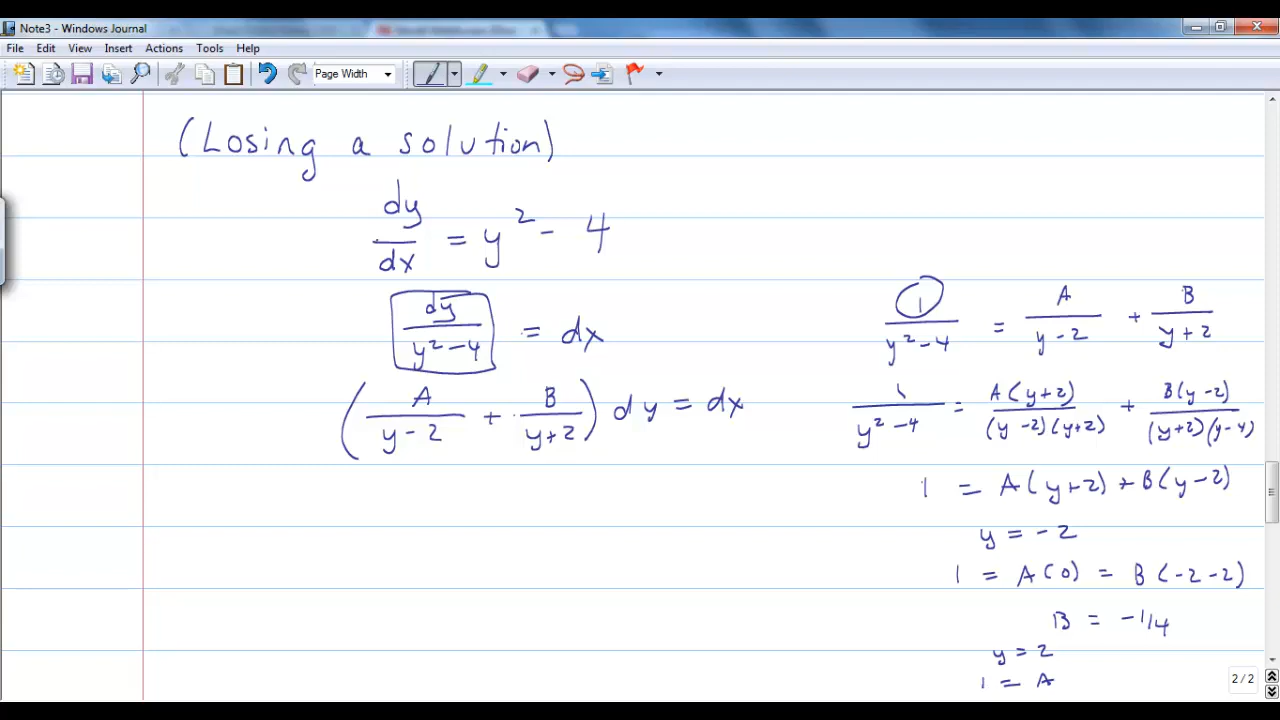 Note3 - Windows Journal
File Edit View Insert Actions Tools Help
Page Width
(Losing a solution)
dy/dx = y² - 4
dy/(y² - 4) = dx
(A/(y - 2) + B/(y + 2)) dy = dx
1/(y² - 4) = A/(y - 2) + B/(y + 2)
1/(y² - 4) = A(y+2)/((y - 2)(y+2)) + B(y-2)/((y+2)(y-4))
1 = A(y+2) + B(y-2)
y = -2
1 = A(0) = B(-2-2)
B = -1/4
y = 2
1 = A
2/2